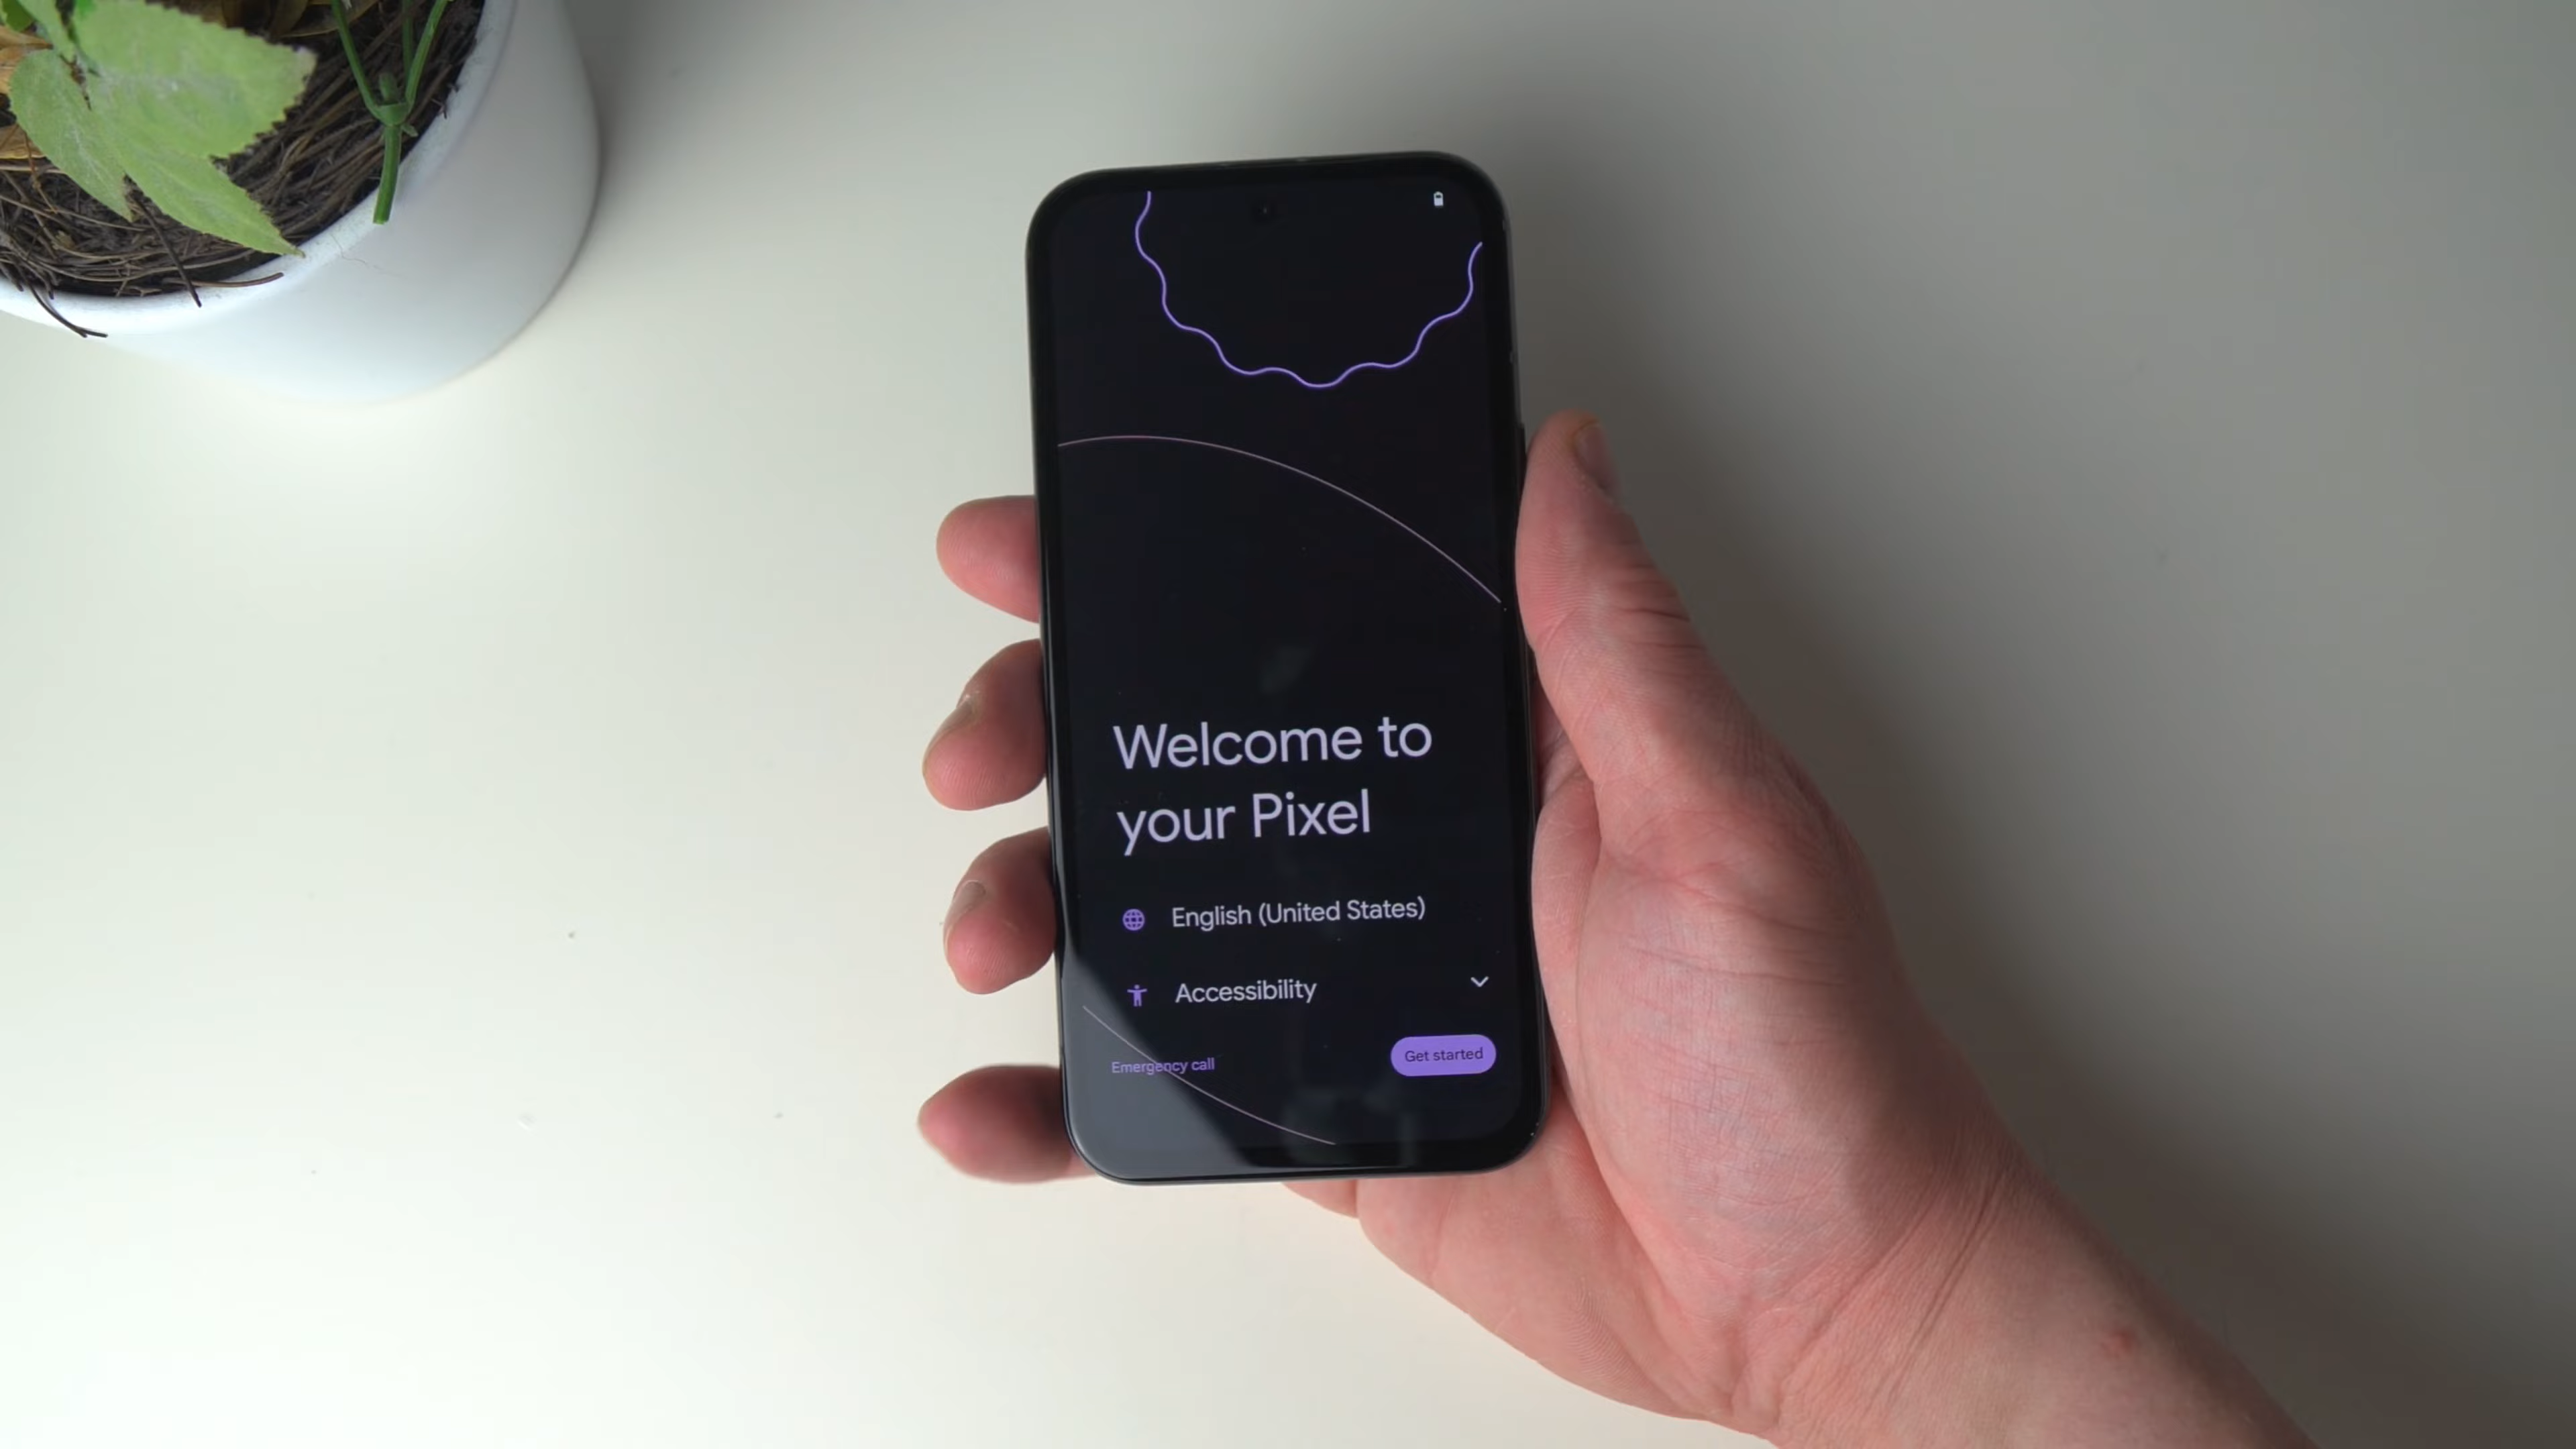 Welcome to
your Pixel
English (United States)
Accessibility
Emergency call
Get started